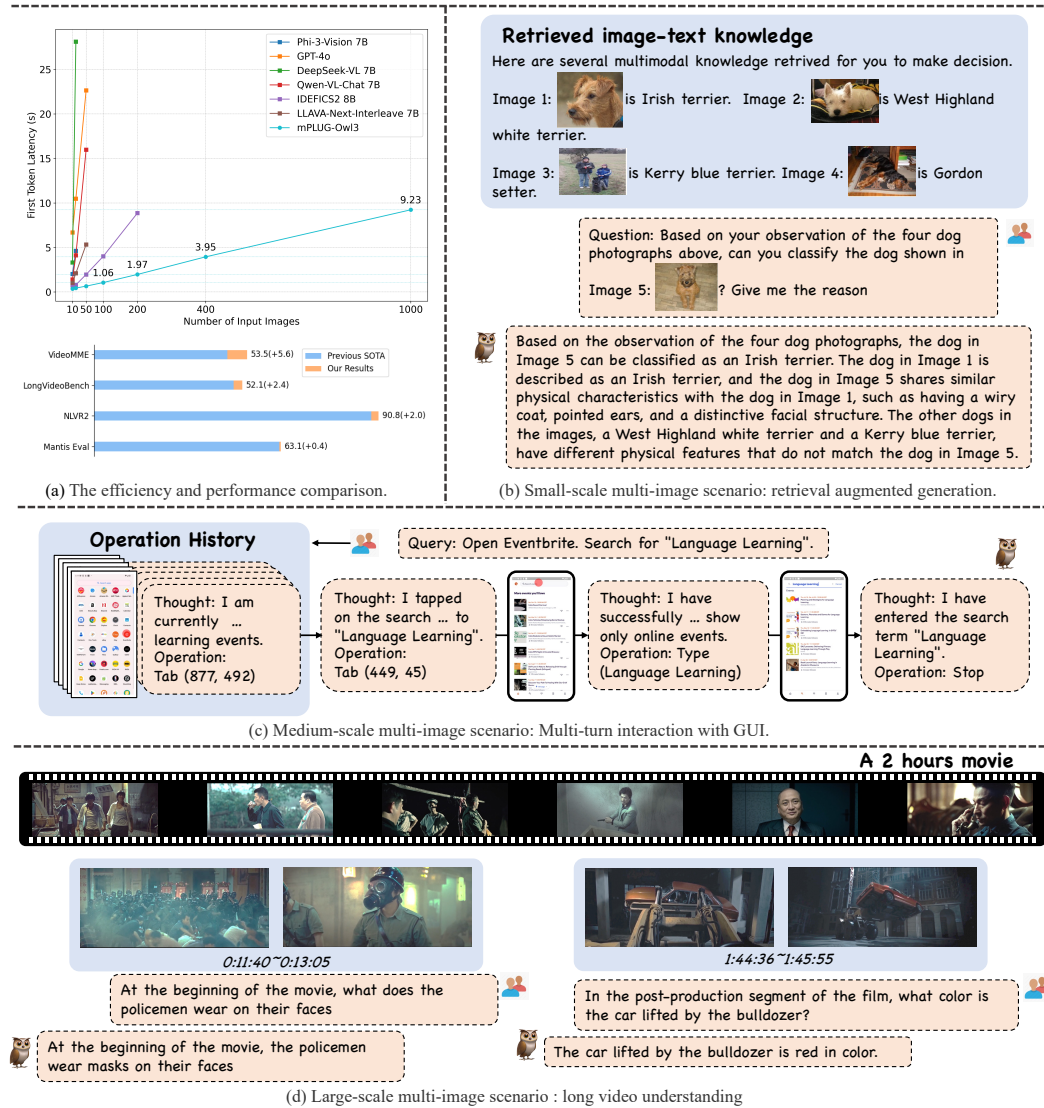 Phi-3-Vision 7B
GPT-4o
DeepSeek-VL 7B
Qwen-VL-Chat 7B
IDEFICS2 8B
LLAVA-Next-Interleave 7B
mPLUG-Owl3
First Token Latency (s)
25
20
15
10
5
0
1.06
1.97
3.95
9.23
10 50 100 200 400 1000
Number of Input Images
VideoMME 53.5(+5.6)
Previous SOTA
Our Results
LongVideoBench 52.1(+2.4)
NLVR2 90.8(+2.0)
Mantis Eval 63.1(+0.4)
(a) The efficiency and performance comparison.
Retrieved image-text knowledge
Here are several multimodal knowledge retrived for you to make decision.
Image 1: is Irish terrier. Image 2: is West Highland
white terrier.
Image 3: is Kerry blue terrier. Image 4: is Gordon
setter.
Question: Based on your observation of the four dog
photographs above, can you classify the dog shown in
Image 5: ? Give me the reason
Based on the observation of the four dog photographs, the dog in
Image 5 can be classified as an Irish terrier. The dog in Image 1 is
described as an Irish terrier, and the dog in Image 5 shares similar
physical characteristics with the dog in Image 1, such as having a wiry
coat, pointed ears, and a distinctive facial structure. The other dogs in
the images, a West Highland white terrier and a Kerry blue terrier,
have different physical features that do not match the dog in Image 5.
(b) Small-scale multi-image scenario: retrieval augmented generation.
Operation History
Query: Open Eventbrite. Search for "Language Learning".
Thought: I am
currently ...
learning events.
Operation:
Tab (877, 492)
Thought: I tapped
on the search ... to
"Language Learning".
Operation:
Tab (449, 45)
Thought: I have
successfully ... show
only online events.
Operation: Type
(Language Learning)
Thought: I have
entered the search
term "Language
Learning".
Operation: Stop
(c) Medium-scale multi-image scenario: Multi-turn interaction with GUI.
A 2 hours movie
0:11:40~0:13:05
At the beginning of the movie, what does the
policemen wear on their faces
At the beginning of the movie, the policemen
wear masks on their faces
1:44:36~1:45:55
In the post-production segment of the film, what color is
the car lifted by the bulldozer?
The car lifted by the bulldozer is red in color.
(d) Large-scale multi-image scenario : long video understanding